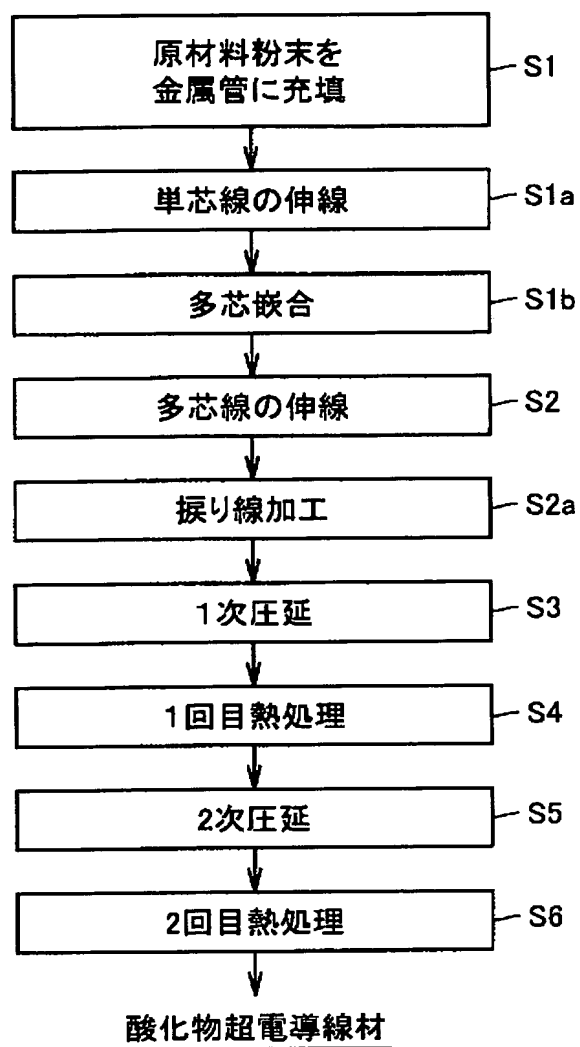 原材料粉末を
金属管に充填
S1
単芯線の伸線
S1a
多芯嵌合
S1b
多芯線の伸線
S2
捩り線加工
S2a
1次圧延
S3
1回目熱処理
S4
2次圧延
S5
2回目熱処理
S6
酸化物超電導線材